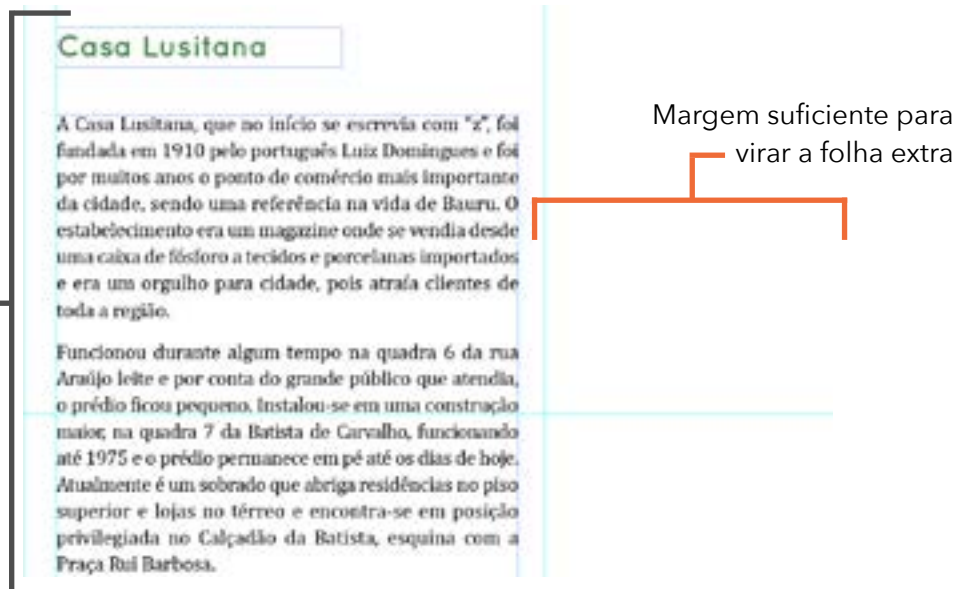 Casa Lusitana
A Casa Lusitana, que no início se escrevia com "z", foi
fundada em 1910 pelo português Luiz Domingues e foi
por muitos anos o ponto de comércio mais importante
da cidade, sendo uma referência na vida de Bauru. O
estabelecimento era um magazine onde se vendia desde
uma caixa de fósforo a tecidos e porcelanas importados
e era um orgulho para cidade, pois atraía clientes de
toda a região.
Funcionou durante algum tempo na quadra 6 da rua
Araújo leite e por conta do grande público que atendia,
o prédio ficou pequeno. Instalou-se em uma construção
maior, na quadra 7 da Batista de Carvalho, funcionando
até 1975 e o prédio permanece em pé até os dias de hoje.
Atualmente é um sobrado que abriga residências no piso
superior e lojas no térreo e encontra-se em posição
privilegiada no Calçadão da Batista, esquina com a
Praça Rui Barbosa.
Margem suficiente para
virar a folha extra